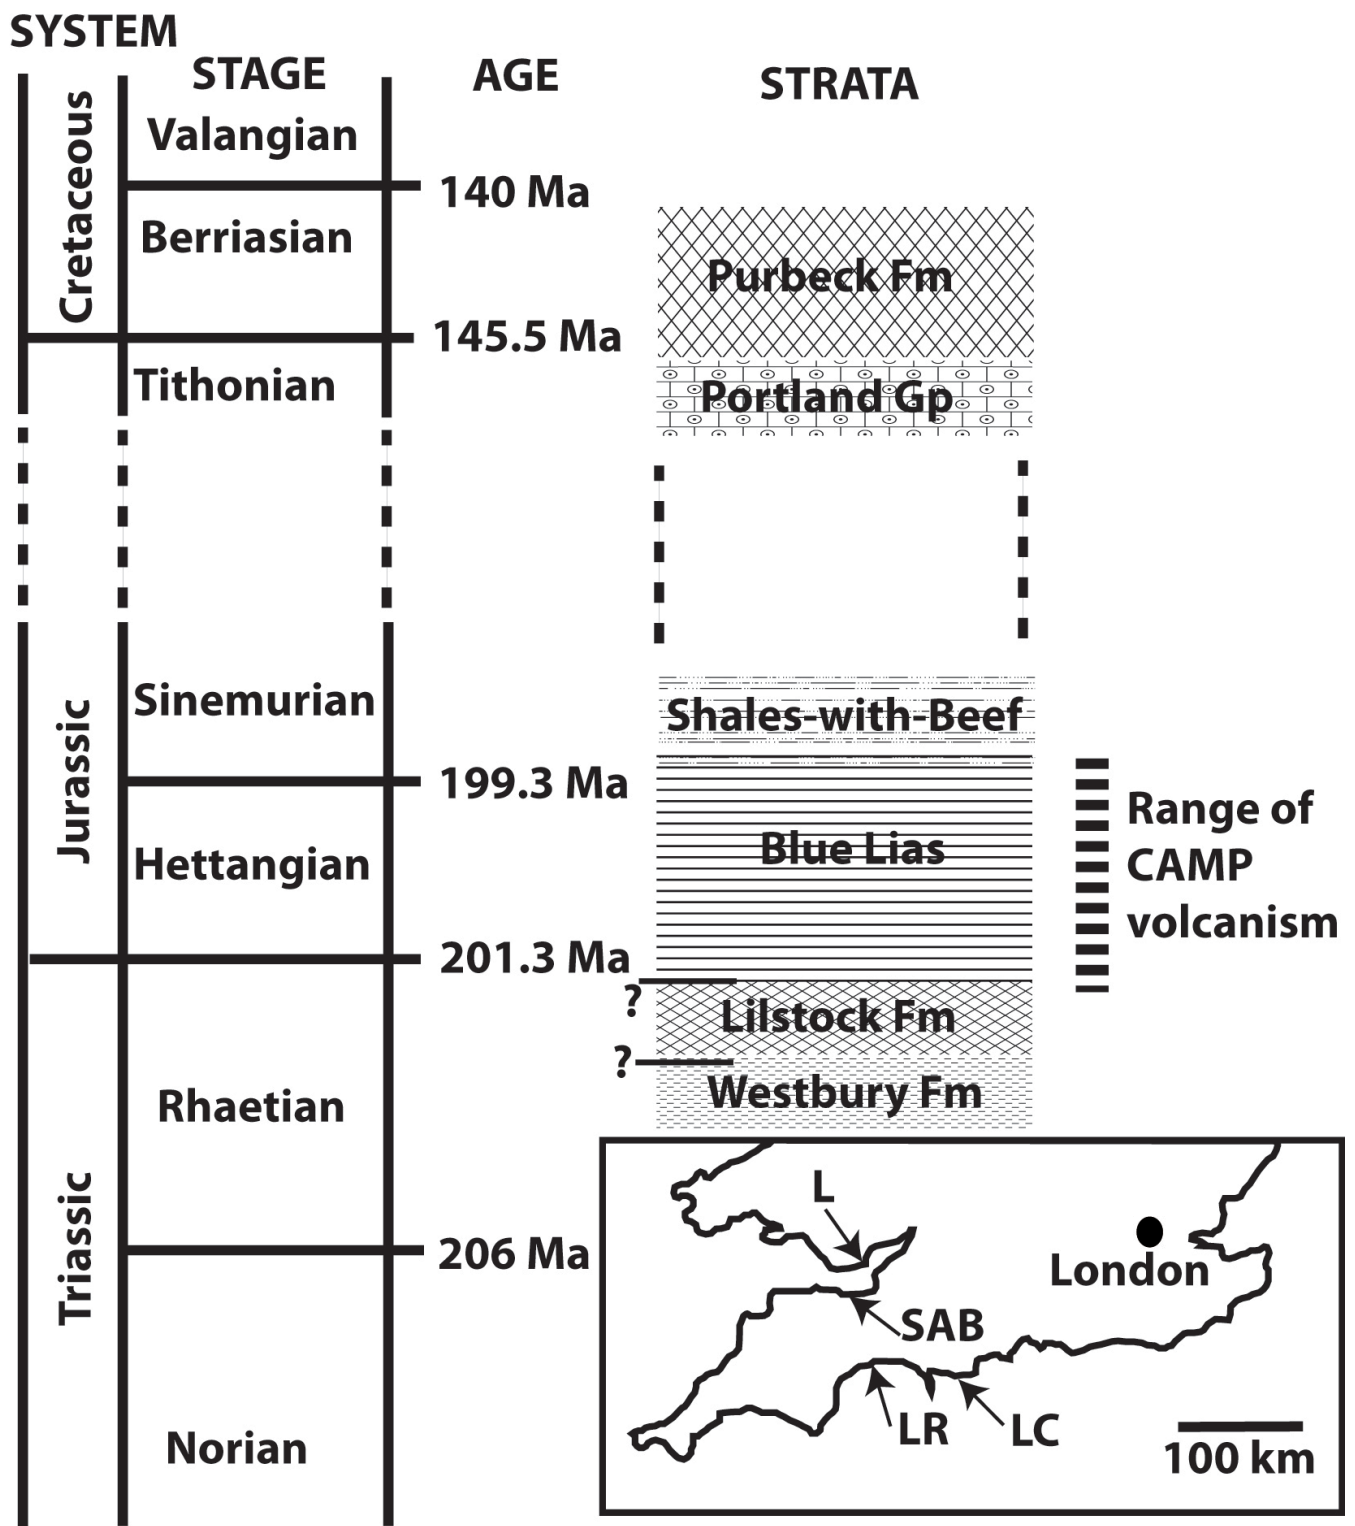 SYSTEM
STAGE
AGE
STRATA
Cretaceous
Valangian
140 Ma
Berriasian
Purbeck Fm
145.5 Ma
Tithonian
Portland Gp
Jurassic
Sinemurian
Shales-with-Beef
199.3 Ma
Range of
CAMP
volcanism
Hettangian
Blue Lias
201.3 Ma
?
Lilstock Fm
?
Westbury Fm
Rhaetian
Triassic
206 Ma
Norian
L
London
SAB
LR
LC
100 km